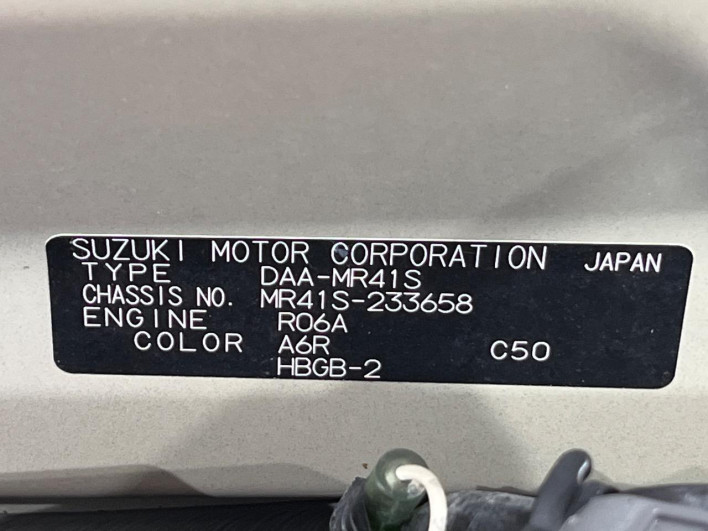 SUZUKI MOTOR CORPORATION JAPAN
TYPE DAA-MR41S
CHASSIS NO. MR41S-233658
ENGINE R06A
COLOR A6R C50
HBGB-2